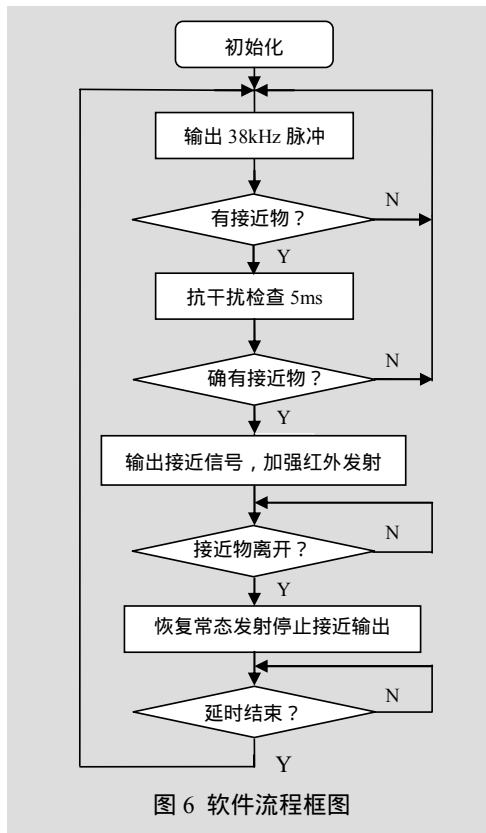 初始化
输出 38kHz 脉冲
有接近物？
N
Y
抗干扰检查 5ms
确有接近物？
N
Y
输出接近信号，加强红外发射
接近物离开？
N
Y
恢复常态发射停止接近输出
延时结束？
N
Y
图 6 软件流程框图